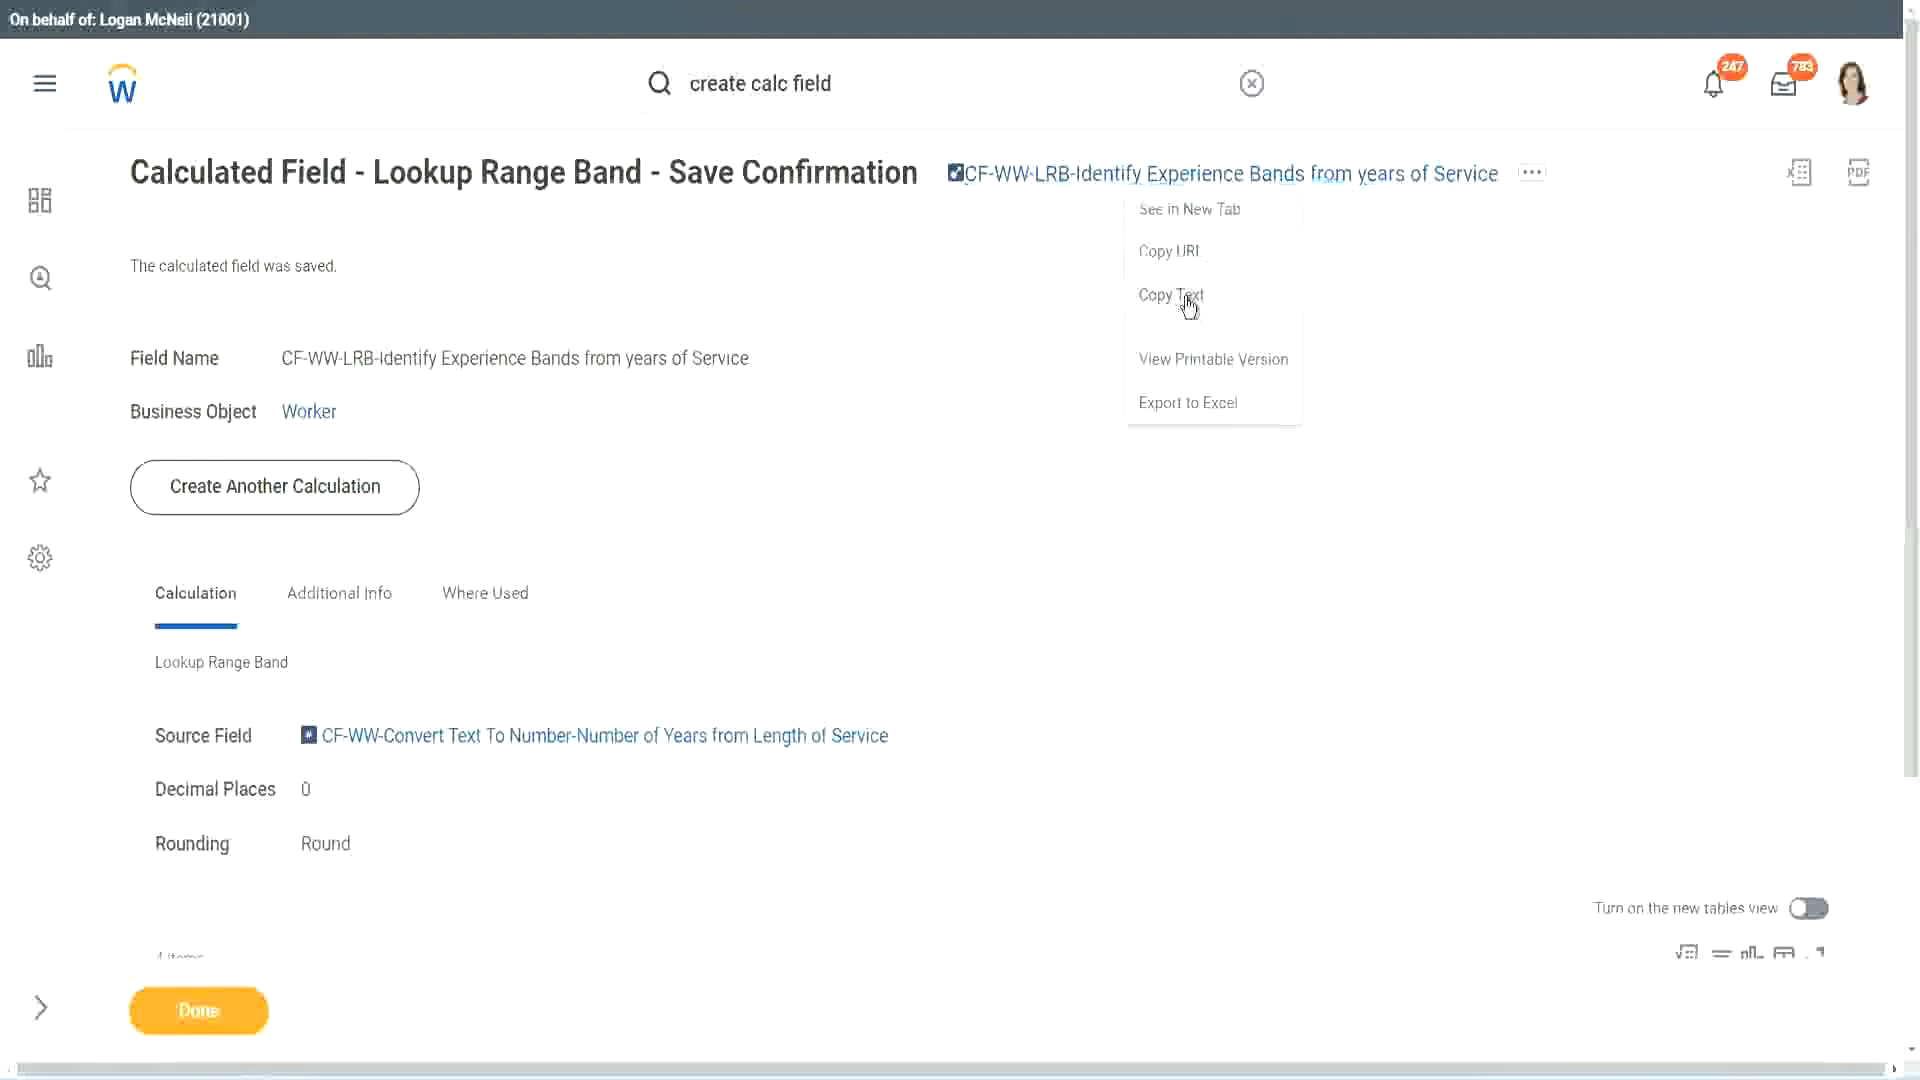 On behalf of: Logan McNeil (21001)
create calc field
247
783
Calculated Field - Lookup Range Band - Save Confirmation
CF-WW-LRB-Identify Experience Bands from years of Service
PDF
See in New Tab
Copy URL
Copy Text
View Printable Version
Export to Excel
The calculated field was saved.
Field Name CF-WW-LRB-Identify Experience Bands from years of Service
Business Object Worker
Create Another Calculation
Calculation Additional Info Where Used
Lookup Range Band
Source Field CF-WW-Convert Text To Number-Number of Years from Length of Service
Decimal Places 0
Rounding Round
Turn on the new tables view
4 items
Done